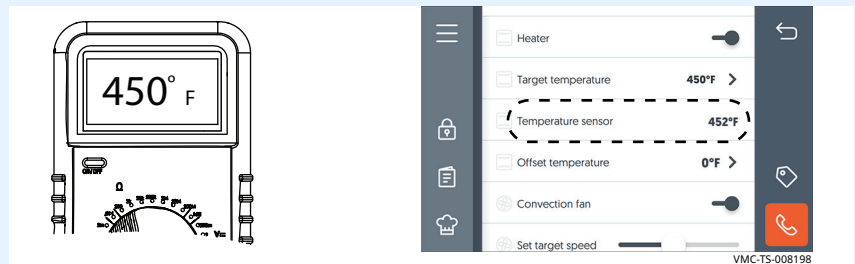 450° F
ON/OFF
Ω
V
Heater
Target temperature 450°F
Temperature sensor 452°F
Offset temperature 0°F
Convection fan
Set target speed
VMC-TS-008198